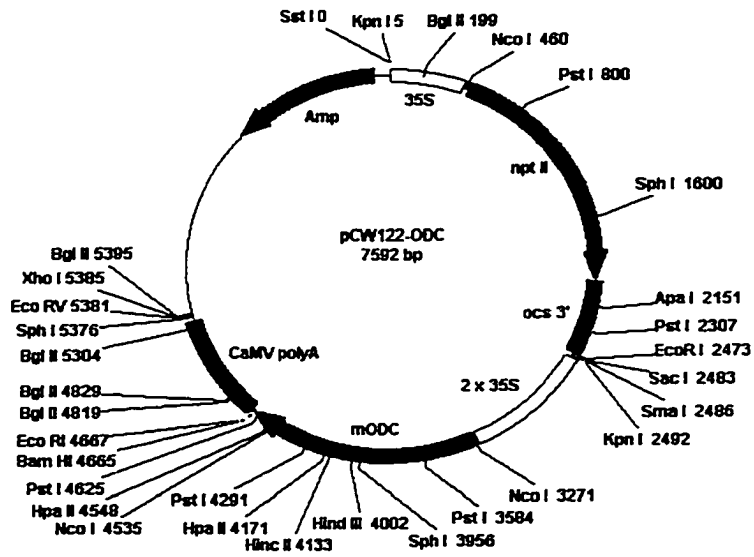 Sst I 0
Kpn I 5
Bgl II 199
Nco I 460
Pst I 800
35S
Amp
npt II
Sph I 1600
pCW122-ODC
7592 bp
Bgl II 5395
Xho I 5385
Eco RV 5381
Sph I 5376
Bgl II 5304
CaMV polyA
ocs 3'
Apa I 2151
Pst I 2307
EcoR I 2473
Sac I 2483
Sma I 2486
Kpn I 2492
2 x 35S
Bgl II 4829
Bgl II 4819
Eco RI 4667
Bam HI 4665
Pst I 4625
Hpa II 4548
Nco I 4535
mODC
Pst I 4291
Hpa II 4171
Hinc II 4133
Hind III 4002
Sph I 3956
Pst I 3584
Nco I 3271